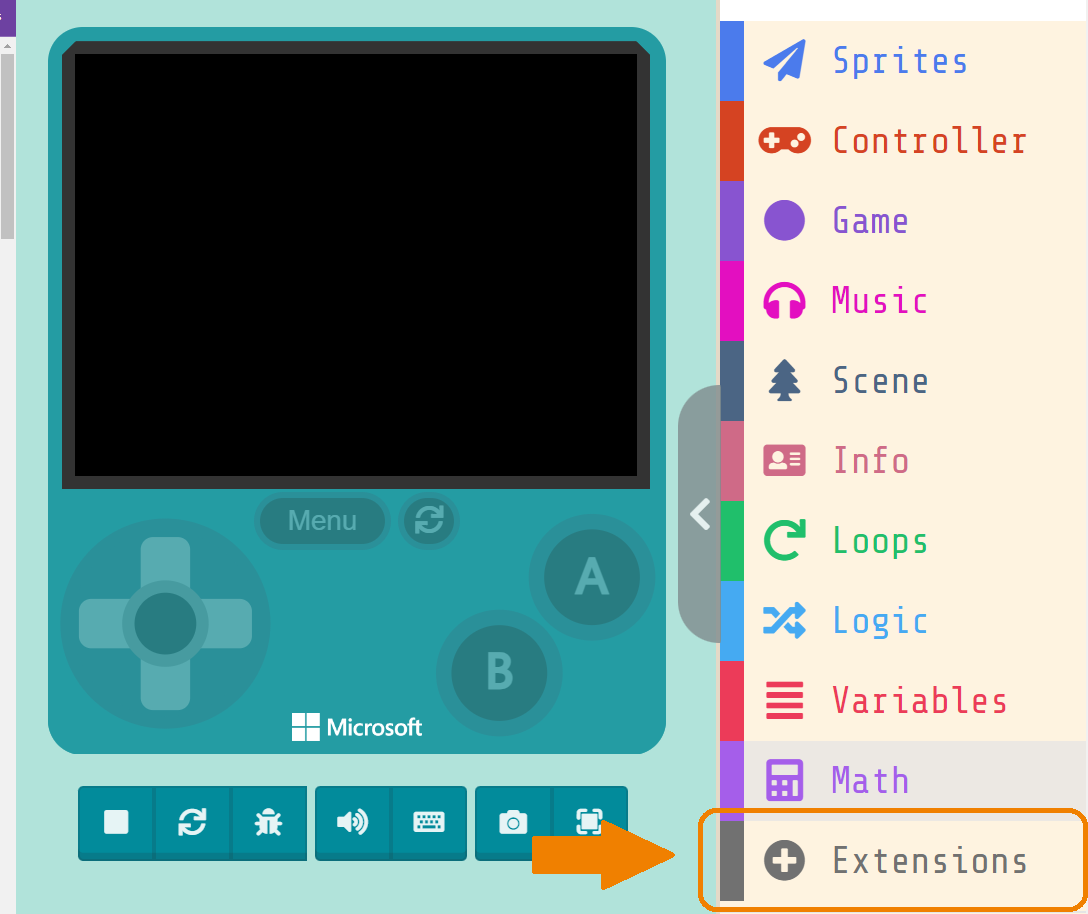 Sprites
Controller
Game
Music
Scene
Info
Loops
Logic
Variables
Math
Extensions
Menu
A
B
Microsoft